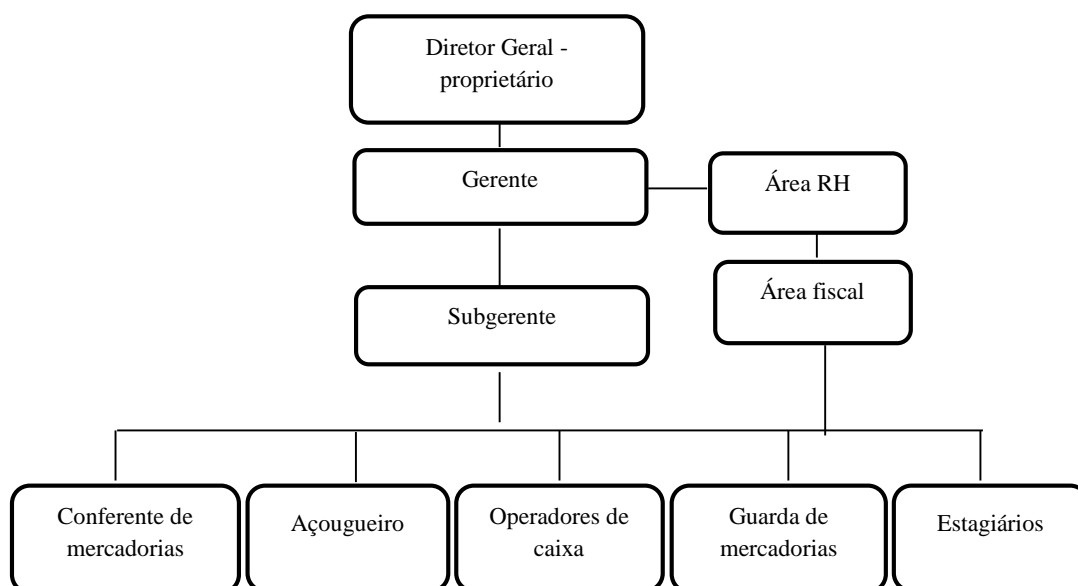 Diretor Geral -
proprietário
Gerente
Área RH
Área fiscal
Subgerente
Conferente de
mercadorias
Açougueiro
Operadores de
caixa
Guarda de
mercadorias
Estagiários